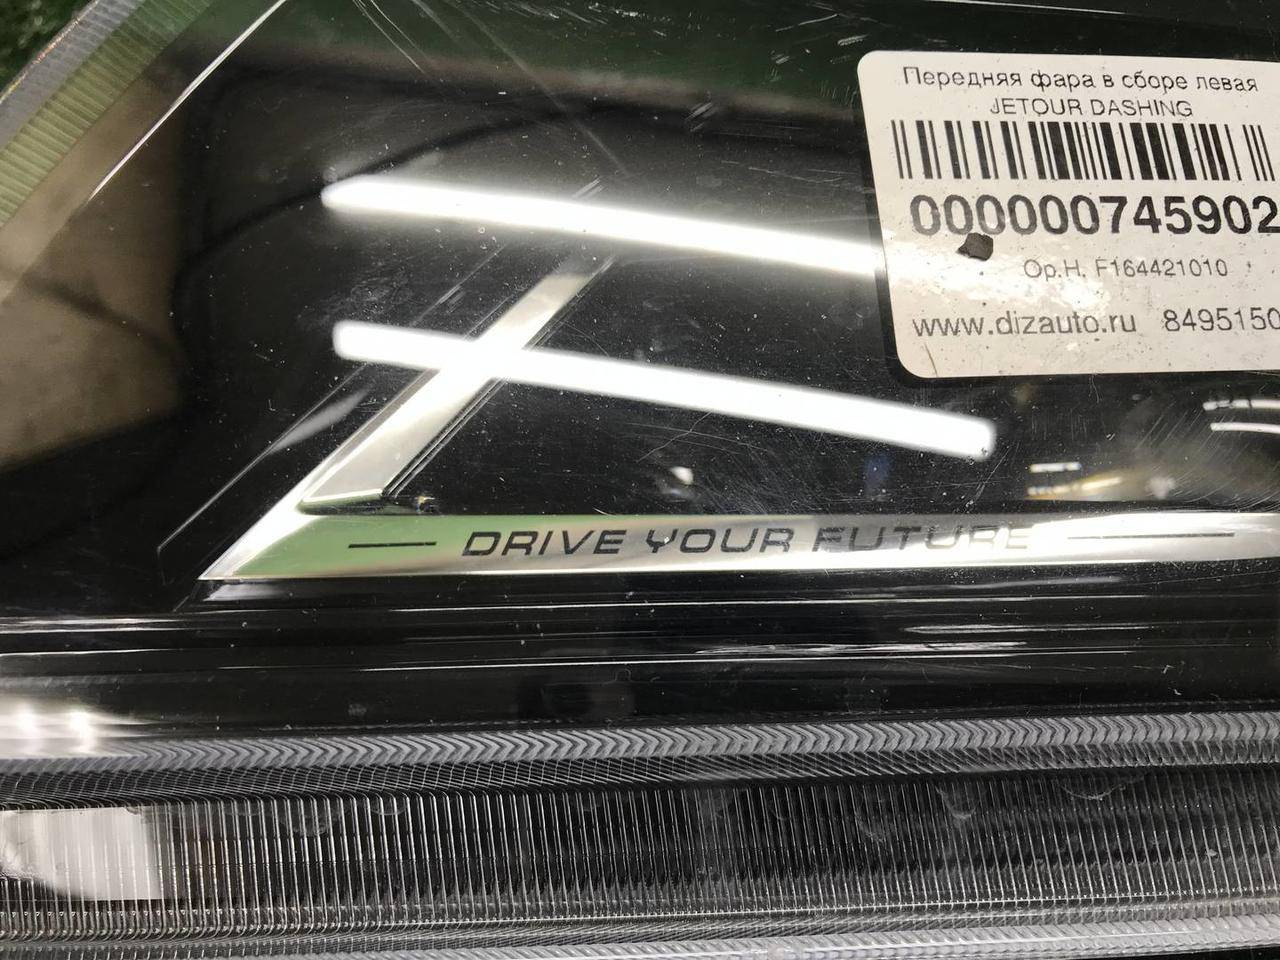 Передняя фара в сборе левая
JETOUR DASHING
000000745902
Ор.Н. F164421010
www.dizauto.ru 8495150
DRIVE YOUR FUTURE